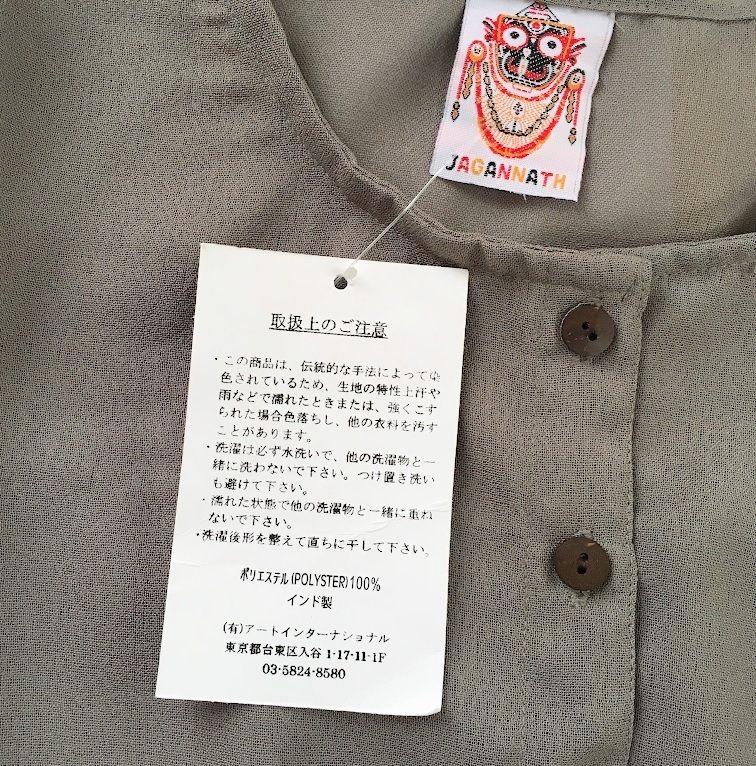 JAGANNATH
取扱上のご注意
・この商品は、伝統的な手法によって染
色されているため、生地の特性上汗や
雨などで濡れたときまたは、強くこす
られた場合色落ちし、他の衣料を汚す
ことがあります。
・洗濯は必ず水洗いで、他の洗濯物と一
緒に洗わないで下さい。つけ置き洗い
も避けて下さい。
・濡れた状態で他の洗濯物と一緒に重ね
ないで下さい。
・洗濯後形を整えて直ちに干して下さい。
ポリエステル(POLYSTER)100%
インド製
(有)アートインターナショナル
東京都台東区入谷1-17-11-1F
03-5824-8580